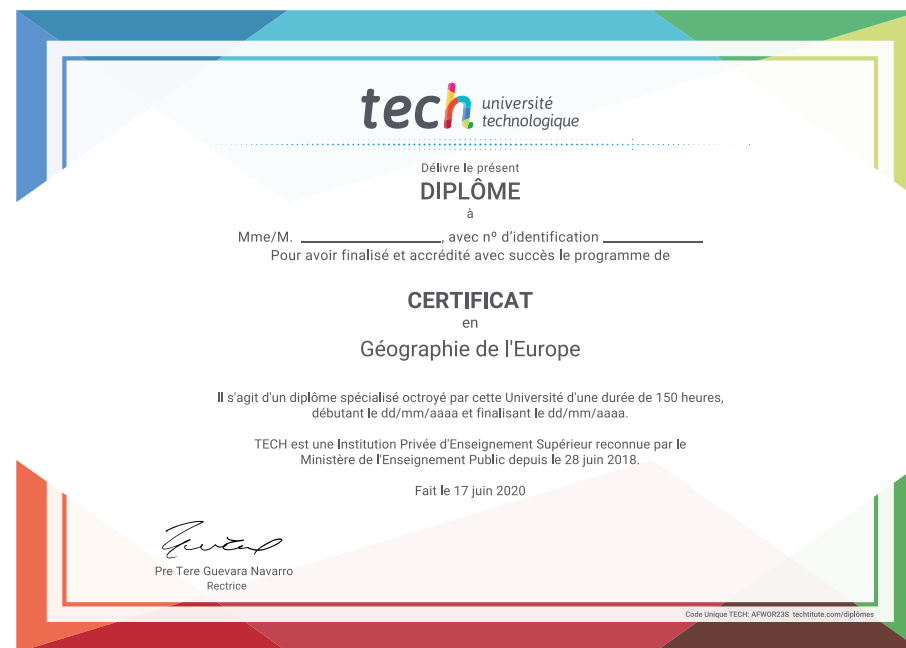 tech université
technologique
Délivre le présent
DIPLÔME
à
Mme/M. ____________________, avec nº d'identification ______________
Pour avoir finalisé et accrédité avec succès le programme de
CERTIFICAT
en
Géographie de l'Europe
Il s'agit d'un diplôme spécialisé octroyé par cette Université d'une durée de 150 heures,
débutant le dd/mm/aaaa et finalisant le dd/mm/aaaa.
TECH est une Institution Privée d'Enseignement Supérieur reconnue par le
Ministère de l'Enseignement Public depuis le 28 juin 2018.
Fait le 17 juin 2020
Pre Tere Guevara Navarro
Rectrice
Code Unique TECH: AFWOR23S techtitute.com/diplômes